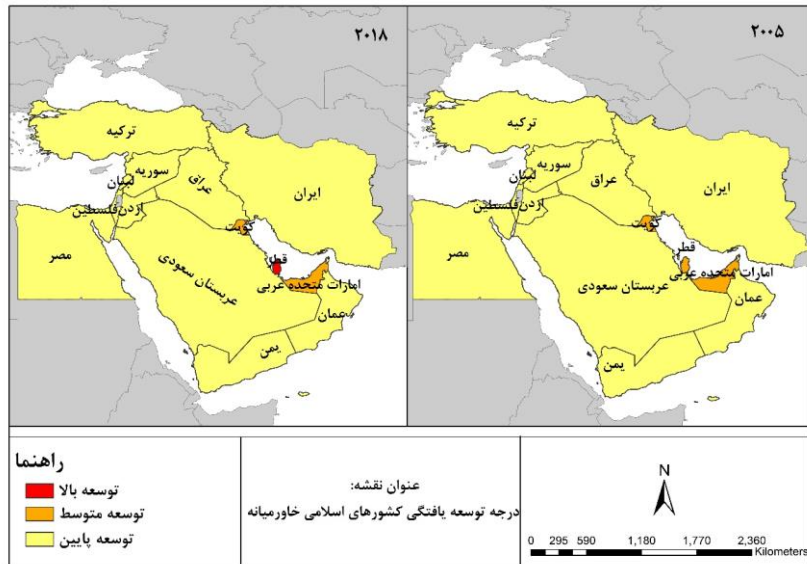 ۲۰۱۸
ترکیه
سوریه
لبنان
عراق
ایران
اردن
فلسطین
کویت
مصر
قطر
عربستان سعودی
امارات متحده عربی
عمان
یمن
۲۰۰۵
ترکیه
سوریه
لبنان
عراق
ایران
اردن
فلسطین
کویت
مصر
قطر
عربستان سعودی
امارات متحده عربی
عمان
یمن
راهنما
توسعه بالا
توسعه متوسط
توسعه پایین
عنوان نقشه:
درجه توسعه یافتگی کشورهای اسلامی خاورمیانه
N
0 295 590 1,180 1,770 2,360
Kilometers